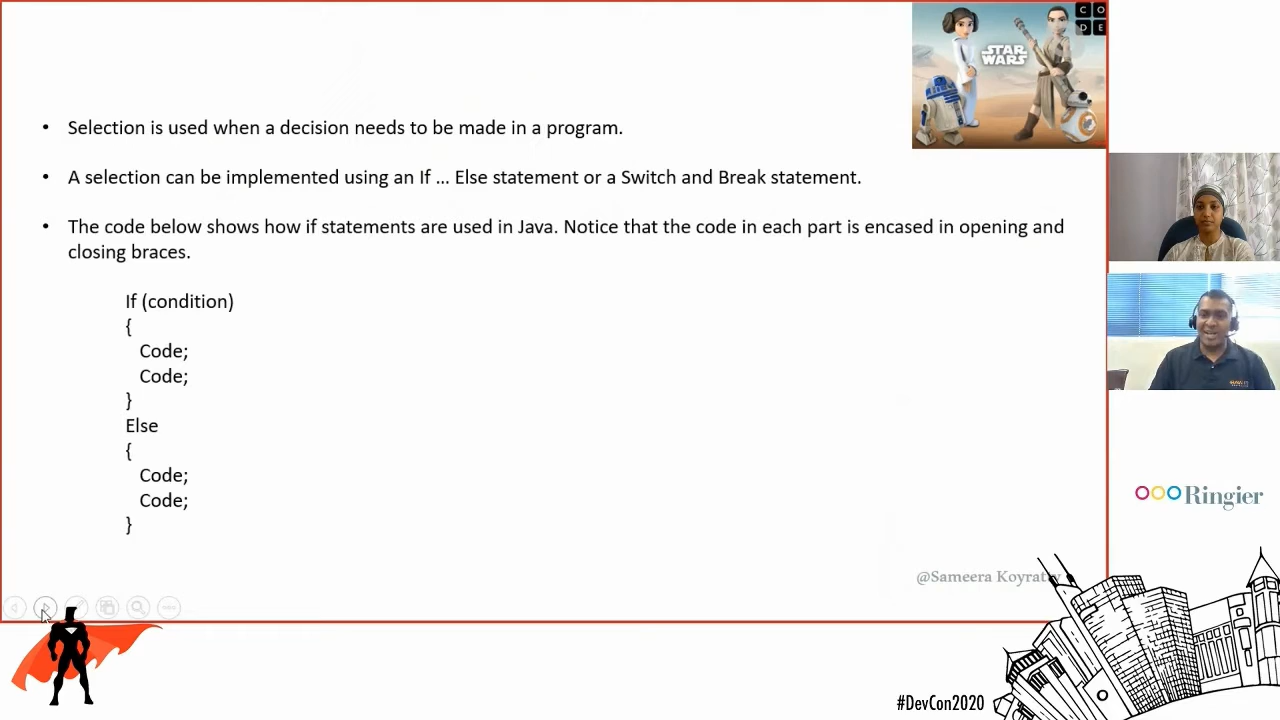 C O
D E
STAR
WARS
• Selection is used when a decision needs to be made in a program.
• A selection can be implemented using an If ... Else statement or a Switch and Break statement.
• The code below shows how if statements are used in Java. Notice that the code in each part is encased in opening and
closing braces.
If (condition)
{
Code;
Code;
}
Else
{
Code;
Code;
}
Ringier
@Sameera Koyratty
#DevCon2020